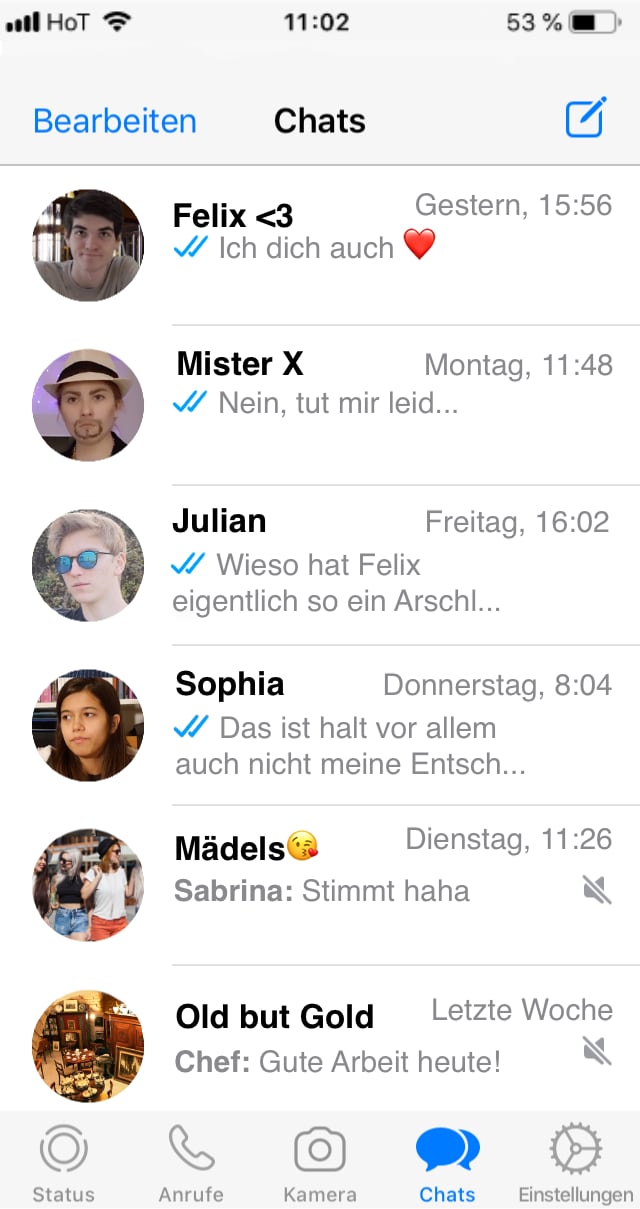 HoT 11:02 53 %
Bearbeiten Chats
Felix <3 Gestern, 15:56
Ich dich auch ❤️
Mister X Montag, 11:48
Nein, tut mir leid...
Julian Freitag, 16:02
Wieso hat Felix
eigentlich so ein Arschl...
Sophia Donnerstag, 8:04
Das ist halt vor allem
auch nicht meine Entsch...
Mädels😘 Dienstag, 11:26
Sabrina: Stimmt haha
Old but Gold Letzte Woche
Chef: Gute Arbeit heute!
Status Anrufe Kamera Chats Einstellungen